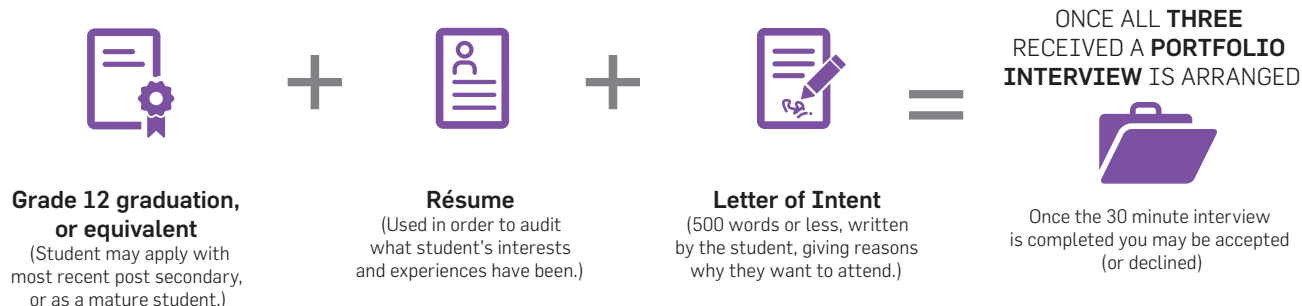 Grade 12 graduation,
or equivalent
(Student may apply with
most recent post secondary,
or as a mature student.)
Résume
(Used in order to audit
what student's interests
and experiences have been.)
Letter of Intent
(500 words or less, written
by the student, giving reasons
why they want to attend.)
ONCE ALL THREE
RECEIVED A PORTFOLIO
INTERVIEW IS ARRANGED
Once the 30 minute interview
is completed you may be accepted
(or declined)